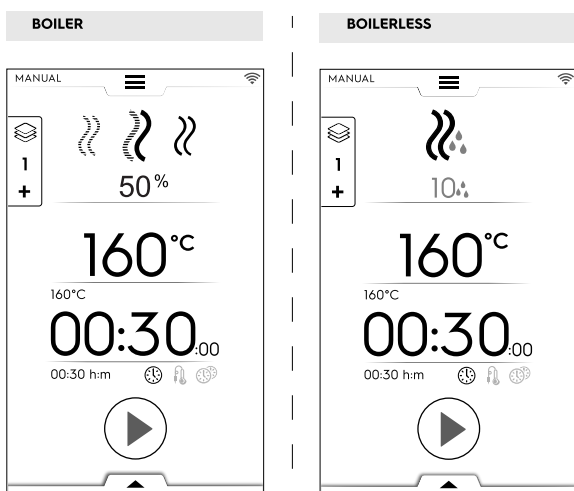 BOILER
MANUAL
1
+
50%
160°C
160°C
00:30:00
00:30 h:m
BOILERLESS
MANUAL
1
+
10
160°C
160°C
00:30:00
00:30 h:m